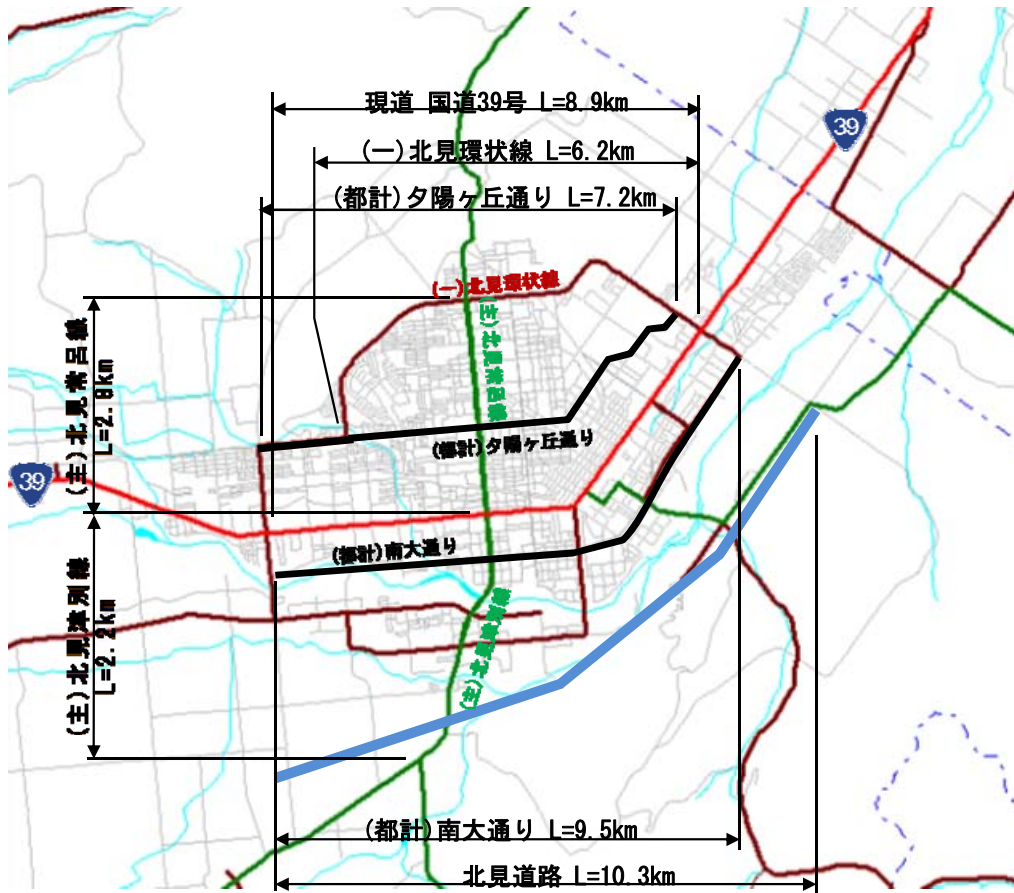 現道 国道39号 L=8.9km
39
(一)北見環状線 L=6.2km
(都計)夕陽ヶ丘通り L=7.2km
(一)北見環状線
(主)北見常呂線
(主)北見常呂線
L=2.8km
(都計)夕陽ヶ丘通り
39
(都計)南大通り
(主)北見津別線
(主)北見津別線
L=2.2km
(都計)南大通り L=9.5km
北見道路 L=10.3km